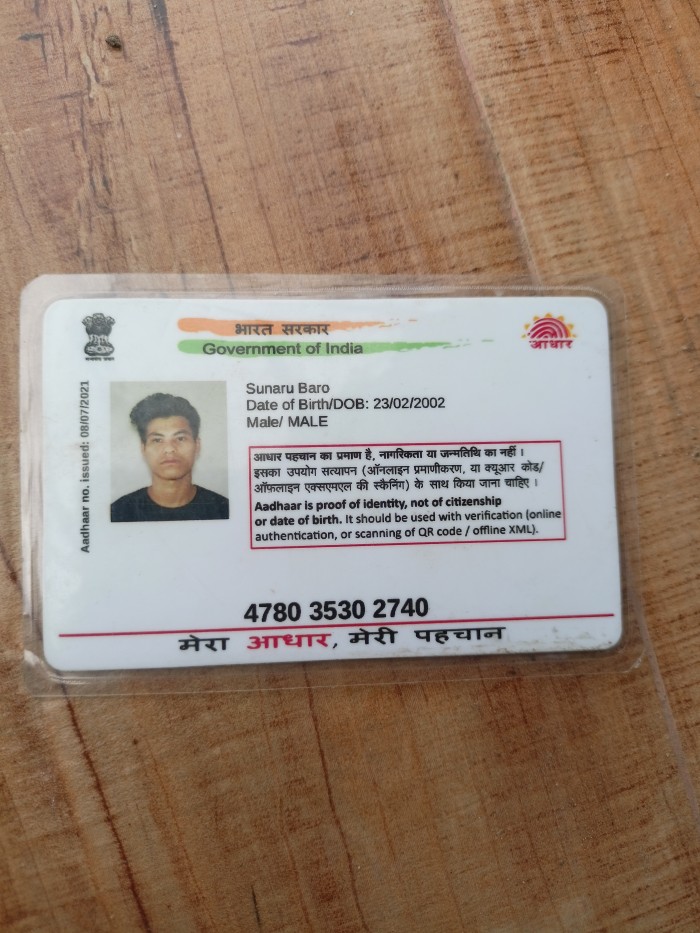 भारत सरकार
Government of India
आधार
Aadhaar no. issued: 08/07/2021
Sunaru Baro
Date of Birth/DOB: 23/02/2002
Male/ MALE
आधार पहचान का प्रमाण है, नागरिकता या जन्मतिथि का नहीं ।
इसका उपयोग सत्यापन (ऑनलाइन प्रमाणीकरण, या क्यूआर कोड/
ऑफ़लाइन एक्सएमएल की स्कैनिंग) के साथ किया जाना चाहिए ।
Aadhaar is proof of identity, not of citizenship
or date of birth. It should be used with verification (online
authentication, or scanning of QR code / offline XML).
4780 3530 2740
मेरा आधार, मेरी पहचान